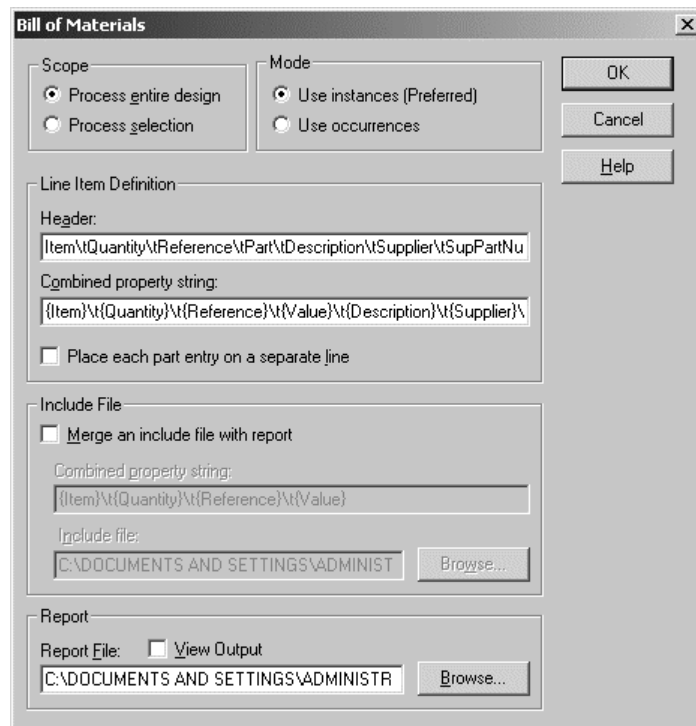 Bill of Materials
Scope
Process entire design
Process selection
Mode
Use instances (Preferred)
Use occurrences
OK
Cancel
Help
Line Item Definition
Header:
Item\tQuantity\tReference\tPart\tDescription\tSupplier\tSupPartNu
Combined property string:
{Item}\t{Quantity}\t{Reference}\t{Value}\t{Description}\t{Supplier}\
Place each part entry on a separate line
Include File
Merge an include file with report
Combined property string:
{Item}\t{Quantity}\t{Reference}\t{Value}
Include file:
C:\DOCUMENTS AND SETTINGS\ADMINIST
Browse...
Report
Report File:
View Output
C:\DOCUMENTS AND SETTINGS\ADMINISTR
Browse...